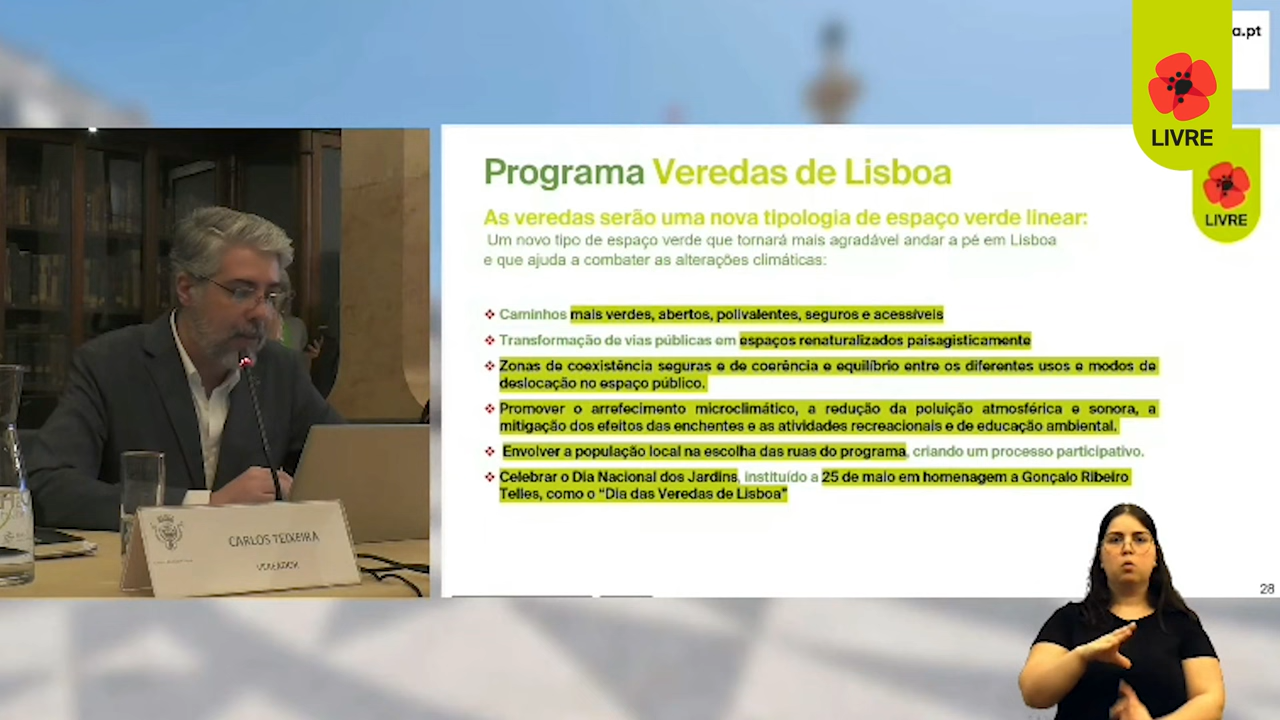 a.pt
LIVRE
Programa Veredas de Lisboa
LIVRE
As veredas serão uma nova tipologia de espaço verde linear:
Um novo tipo de espaço verde que tornará mais agradável andar a pé em Lisboa
e que ajuda a combater as alterações climáticas:
❖ Caminhos mais verdes, abertos, polivalentes, seguros e acessíveis
❖ Transformação de vias públicas em espaços renaturalizados paisagisticamente
❖ Zonas de coexistência seguras e de coerência e equilíbrio entre os diferentes usos e modos de
deslocação no espaço público.
❖ Promover o arrefecimento microclimático, a redução da poluição atmosférica e sonora, a
mitigação dos efeitos das enchentes e as atividades recreacionais e de educação ambiental.
❖ Envolver a população local na escolha das ruas do programa, criando um processo participativo.
❖ Celebrar o Dia Nacional dos Jardins, instituído a 25 de maio em homenagem a Gonçalo Ribeiro
Telles, como o “Dia das Veredas de Lisboa”
CARLOS TEIXEIRA
VEREADOR
28